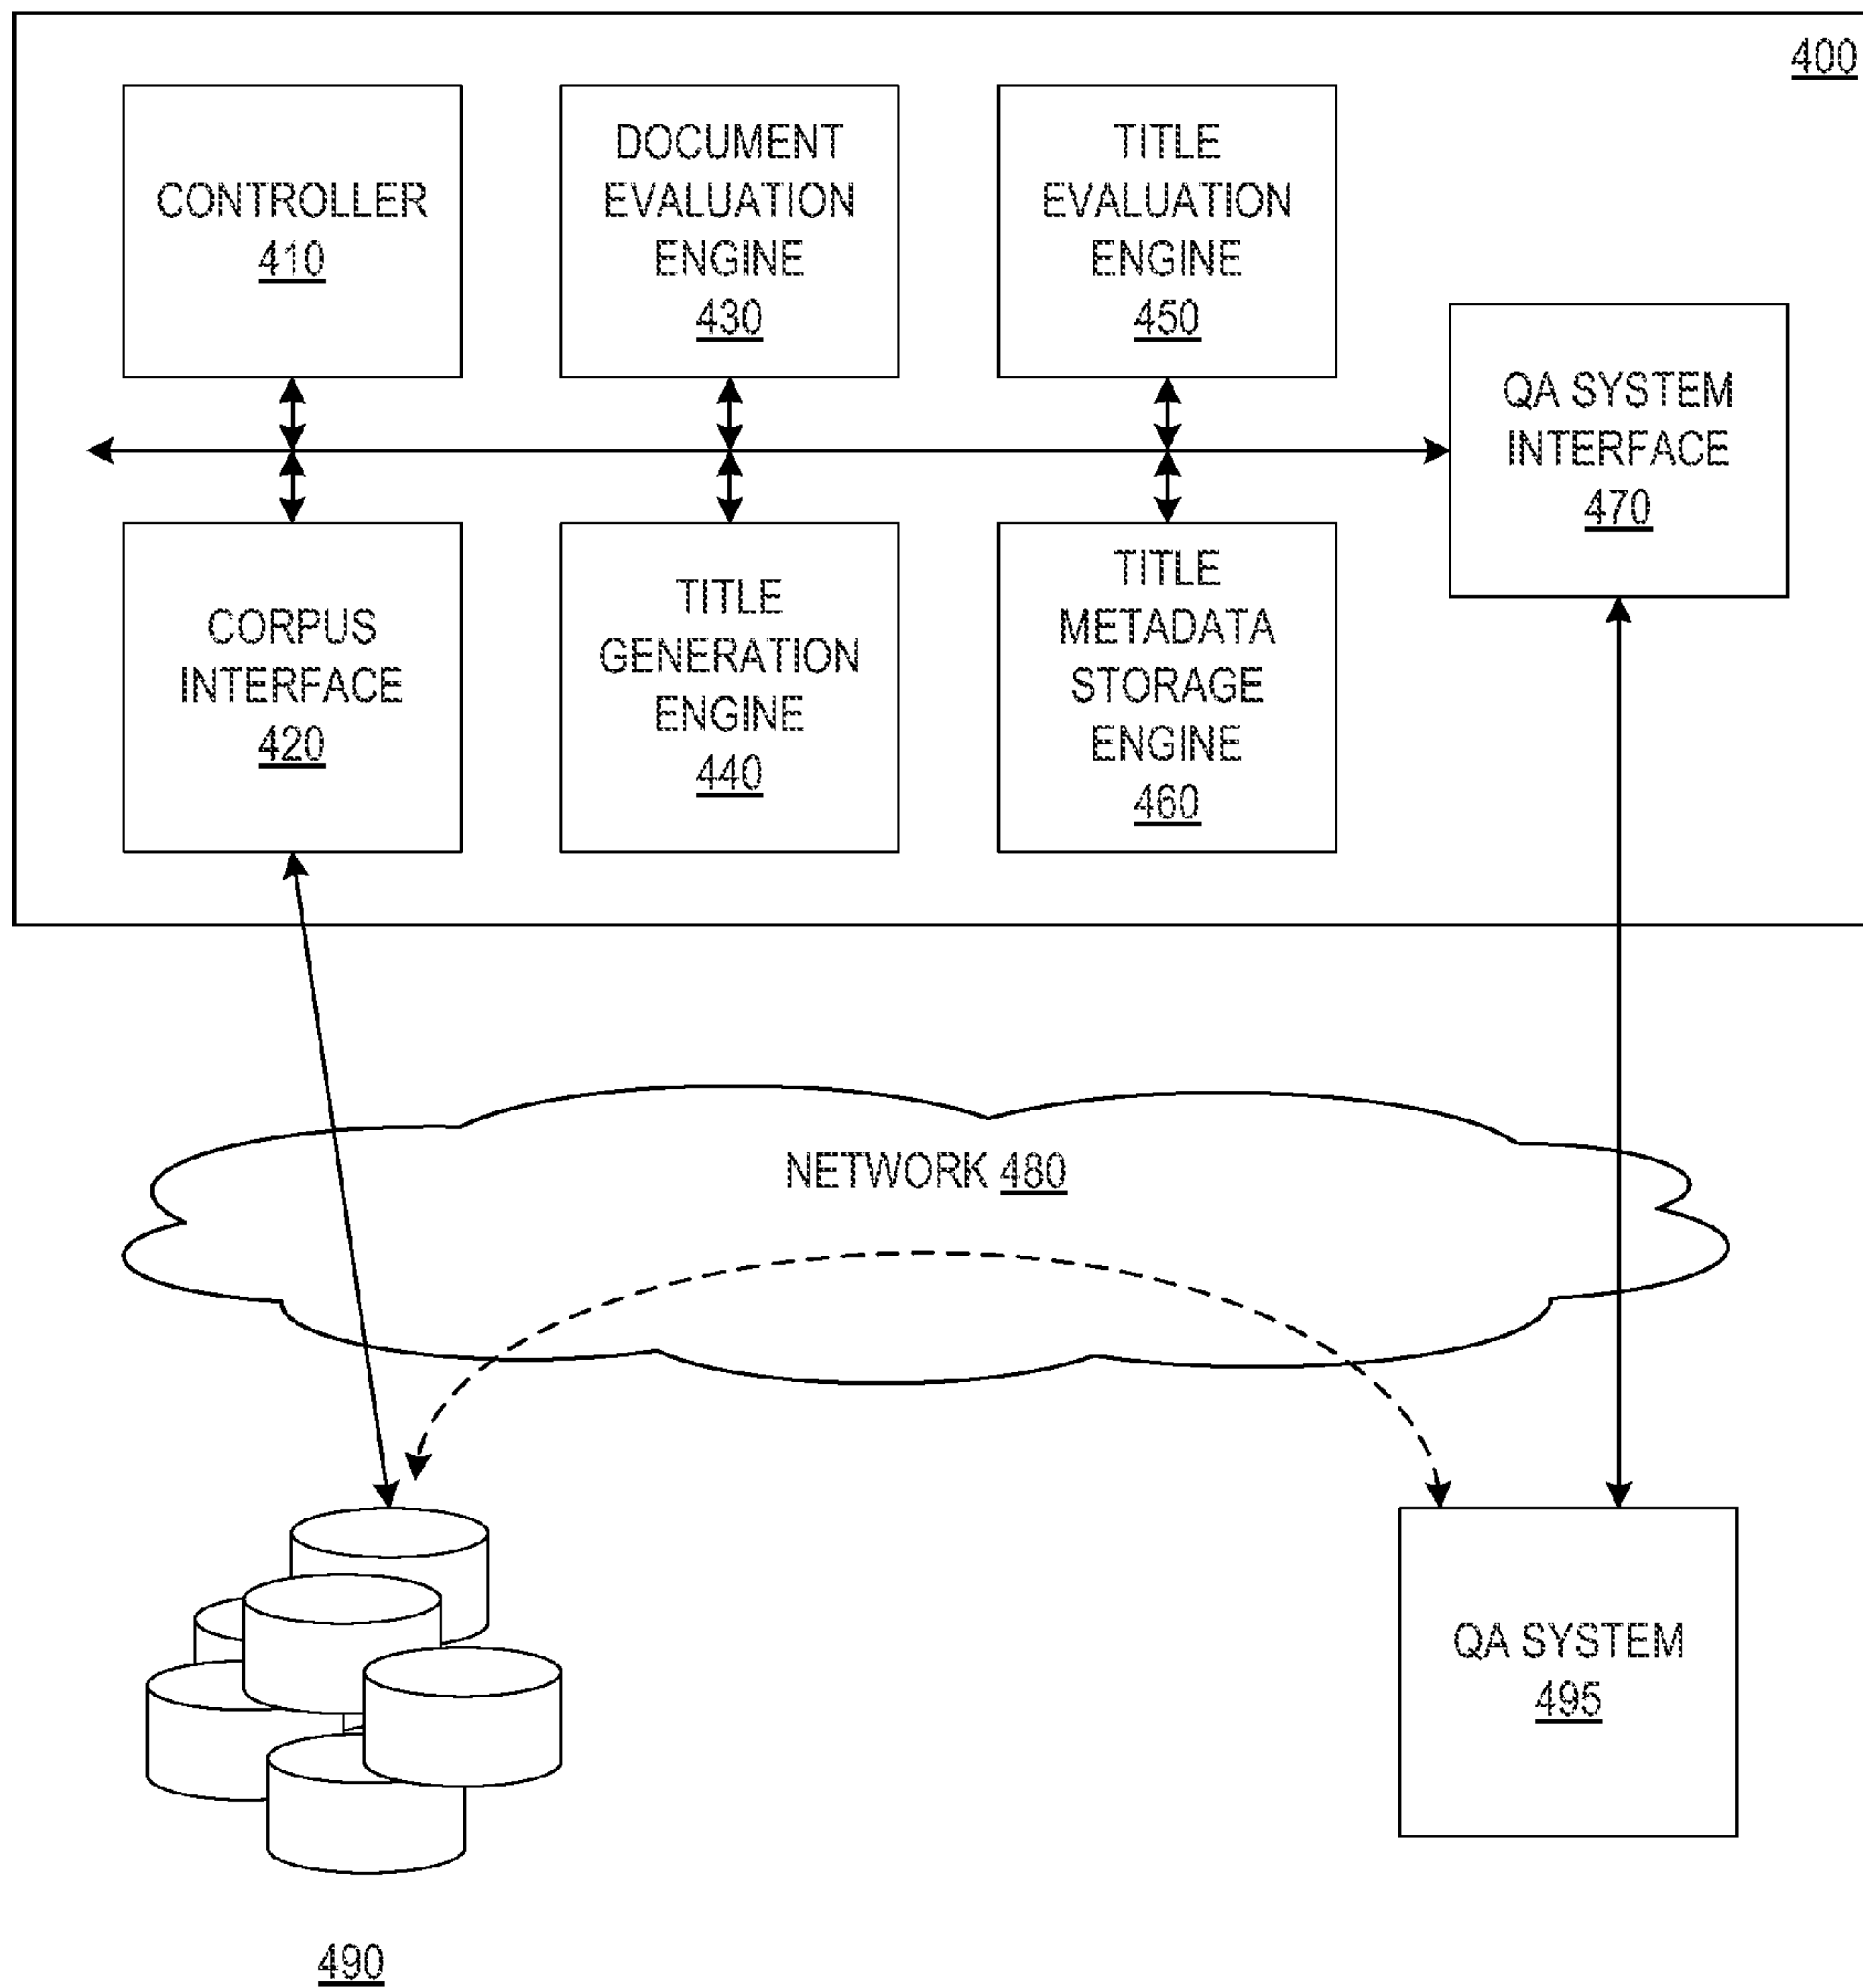 400
CONTROLLER
410
DOCUMENT
EVALUATION
ENGINE
430
TITLE
EVALUATION
ENGINE
450
QA SYSTEM
INTERFACE
470
CORPUS
INTERFACE
420
TITLE
GENERATION
ENGINE
440
TITLE
METADATA
STORAGE
ENGINE
460
NETWORK 480
QA SYSTEM
495
490